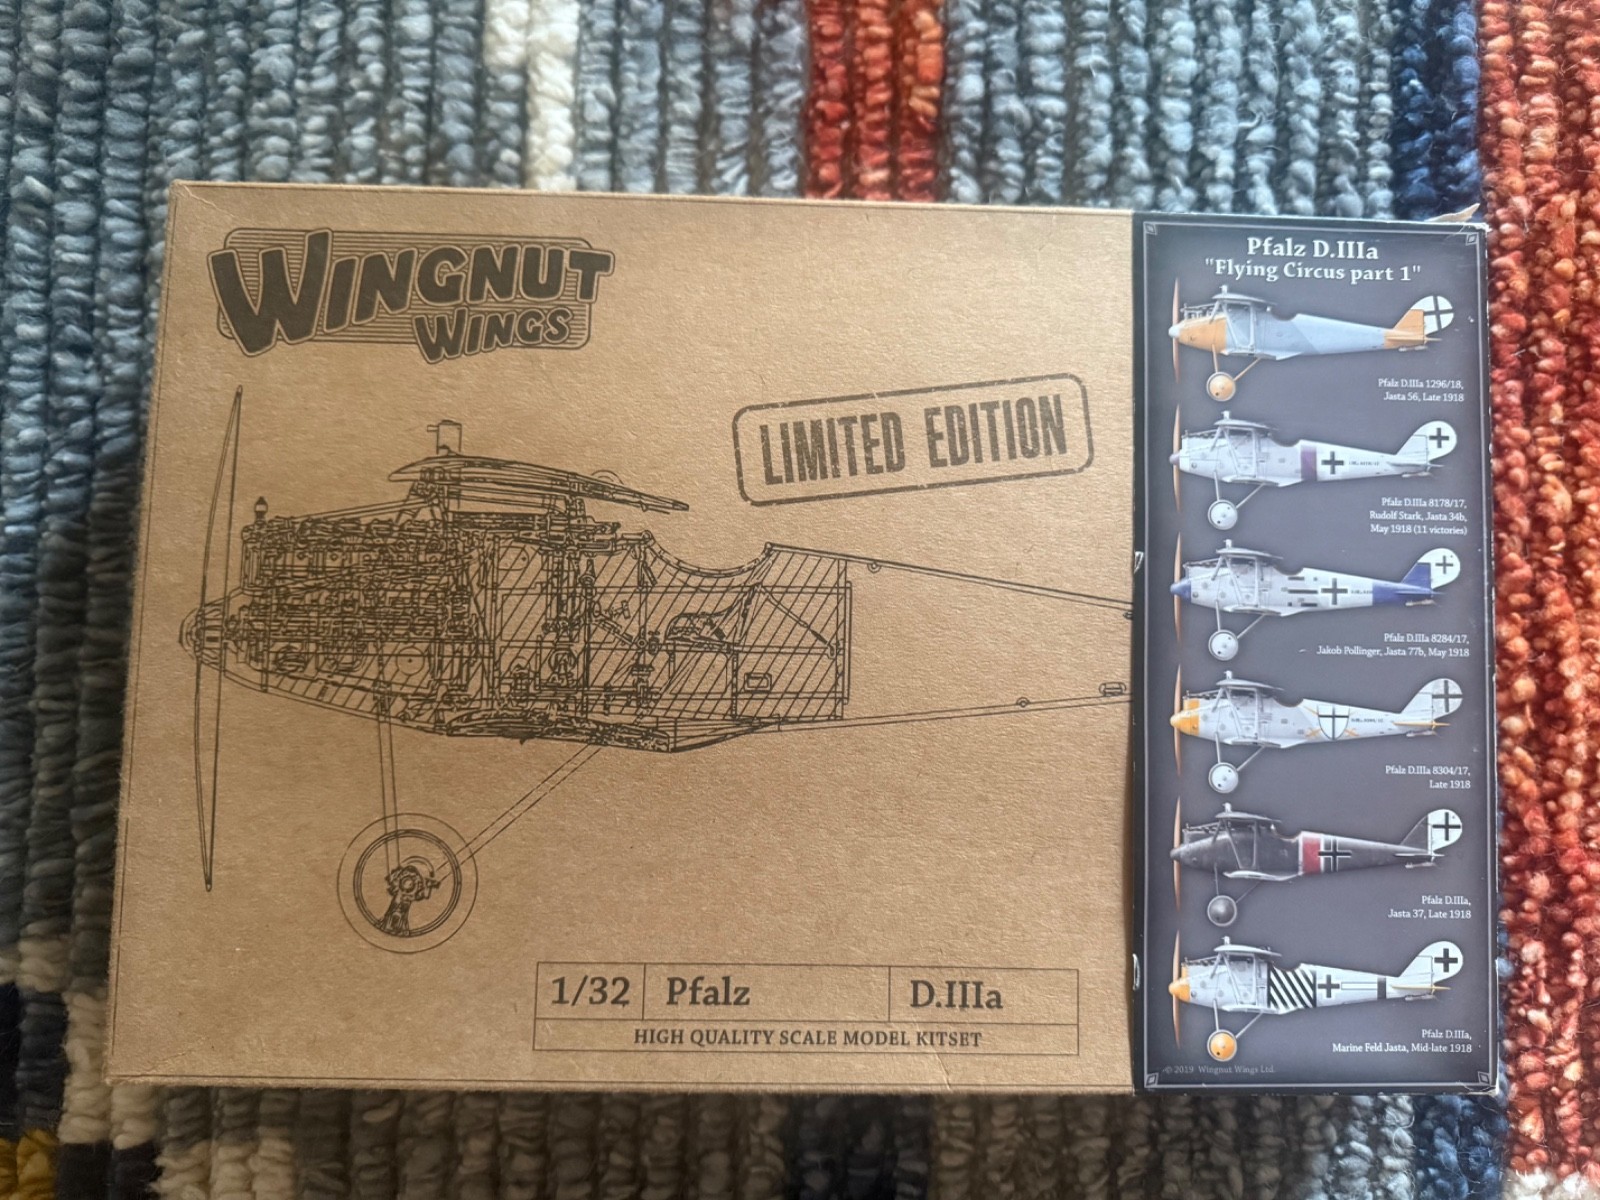 WINGNUT
WINGS
LIMITED EDITION
1/32 Pfalz D.IIIa
HIGH QUALITY SCALE MODEL KITSET
Pfalz D.IIIa
"Flying Circus part 1"
Pfalz D.IIIa 1296/18,
Jasta 56, Late 1918
Pfalz D.IIIa 8178/17,
Rudolf Stark, Jasta 34b,
May 1918 (11 victories)
Pfalz D.IIIa 8284/17,
Jakob Pollinger, Jasta 77b, May 1918
Pfalz D.IIIa 8304/17,
Late 1918
Pfalz D.IIIa,
Jasta 37, Late 1918
Pfalz D.IIIa,
Marine Feld Jasta, Mid-late 1918
© 2019 Wingnut Wings Ltd.